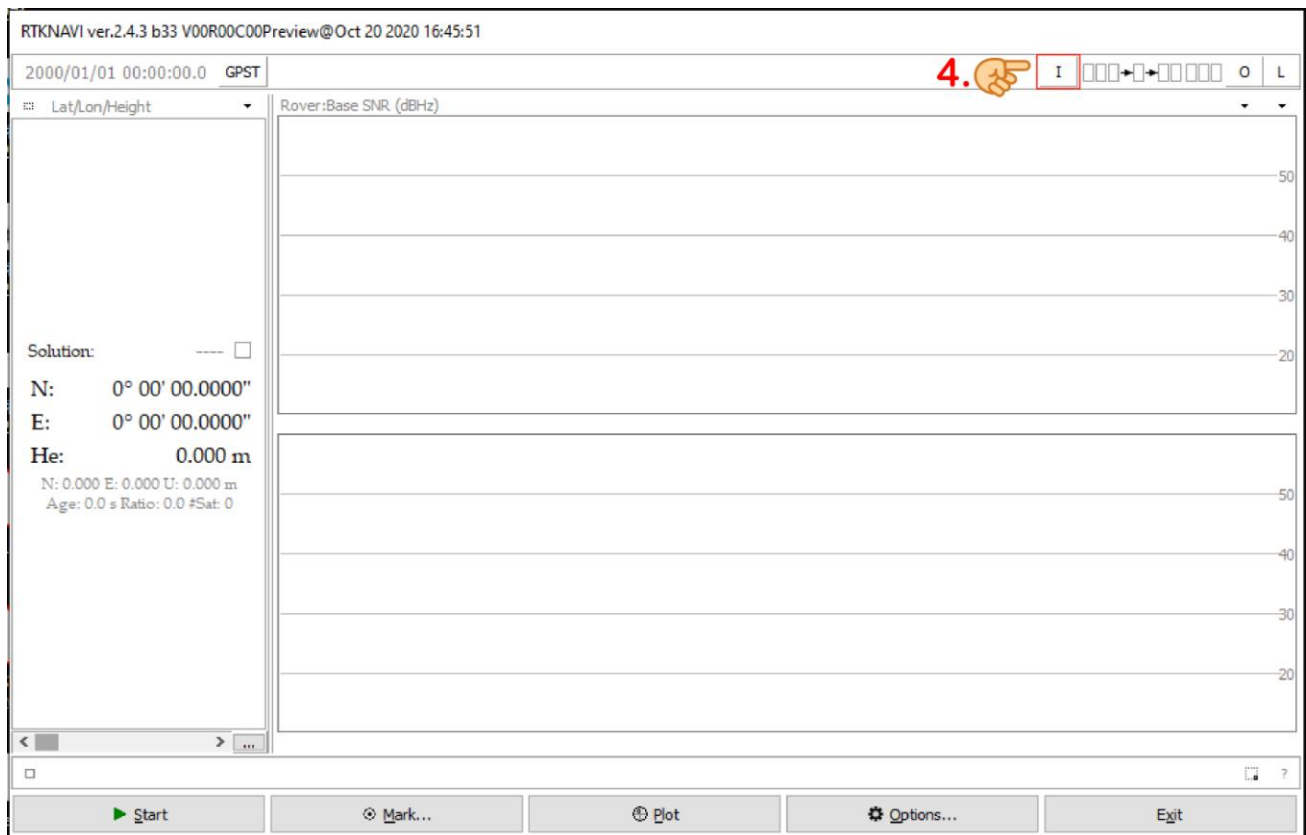 RTKNAVI ver.2.4.3 b33 V00R00C00Preview@Oct 20 2020 16:45:51
2000/01/01 00:00:00.0 GPST 4. I O L
Lat/Lon/Height Rover:Base SNR (dBHz)
50
40
30
20
Solution: ----
N: 0° 00' 00.0000"
E: 0° 00' 00.0000"
He: 0.000 m
N: 0.000 E: 0.000 U: 0.000 m
Age: 0.0 s Ratio: 0.0 #Sat: 0
50
40
30
20
...
?
Start Mark... Plot Options... Exit